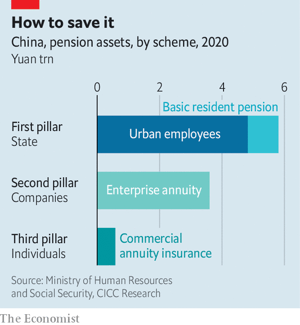 How to save it
China, pension assets, by scheme, 2020
Yuan trn
0 2 4 6
Basic resident pension
First pillar
State
Urban employees
Second pillar
Companies
Enterprise annuity
Third pillar
Individuals
Commercial
annuity insurance
Source: Ministry of Human Resources
and Social Security, CICC Research
The Economist